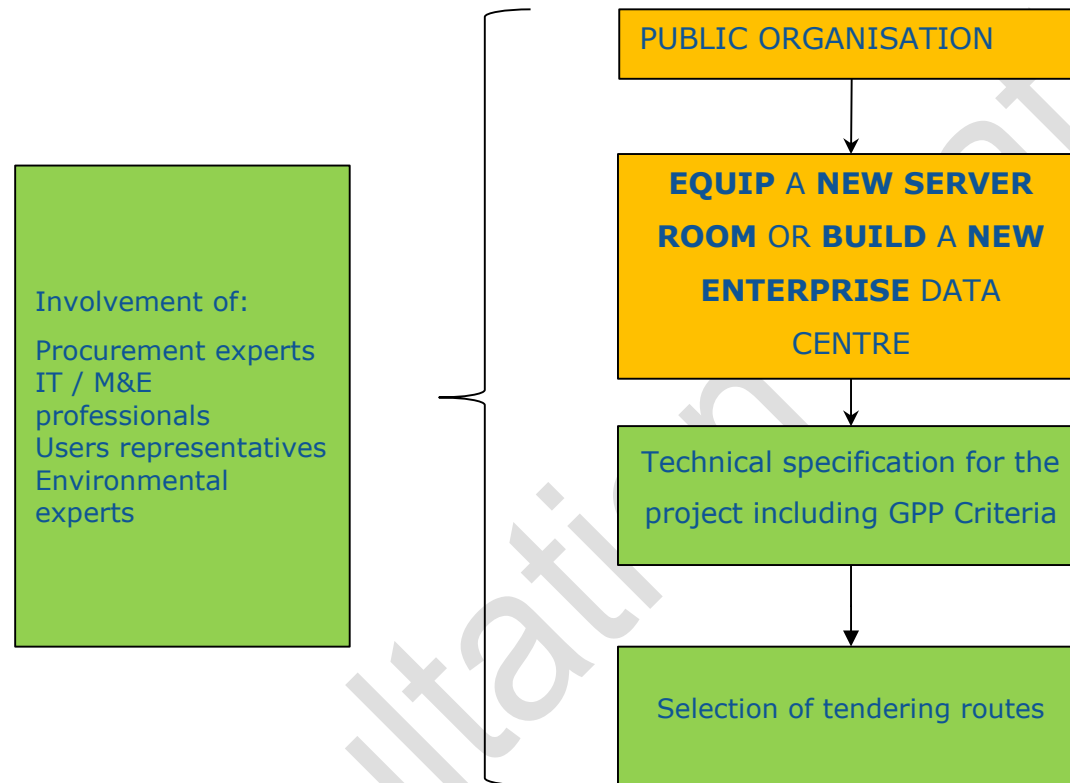 PUBLIC ORGANISATION
EQUIP A NEW SERVER
ROOM OR BUILD A NEW
ENTERPRISE DATA
CENTRE
Involvement of:
Procurement experts
IT / M&E
professionals
Users representatives
Environmental
experts
Technical specification for the
project including GPP Criteria
Selection of tendering routes